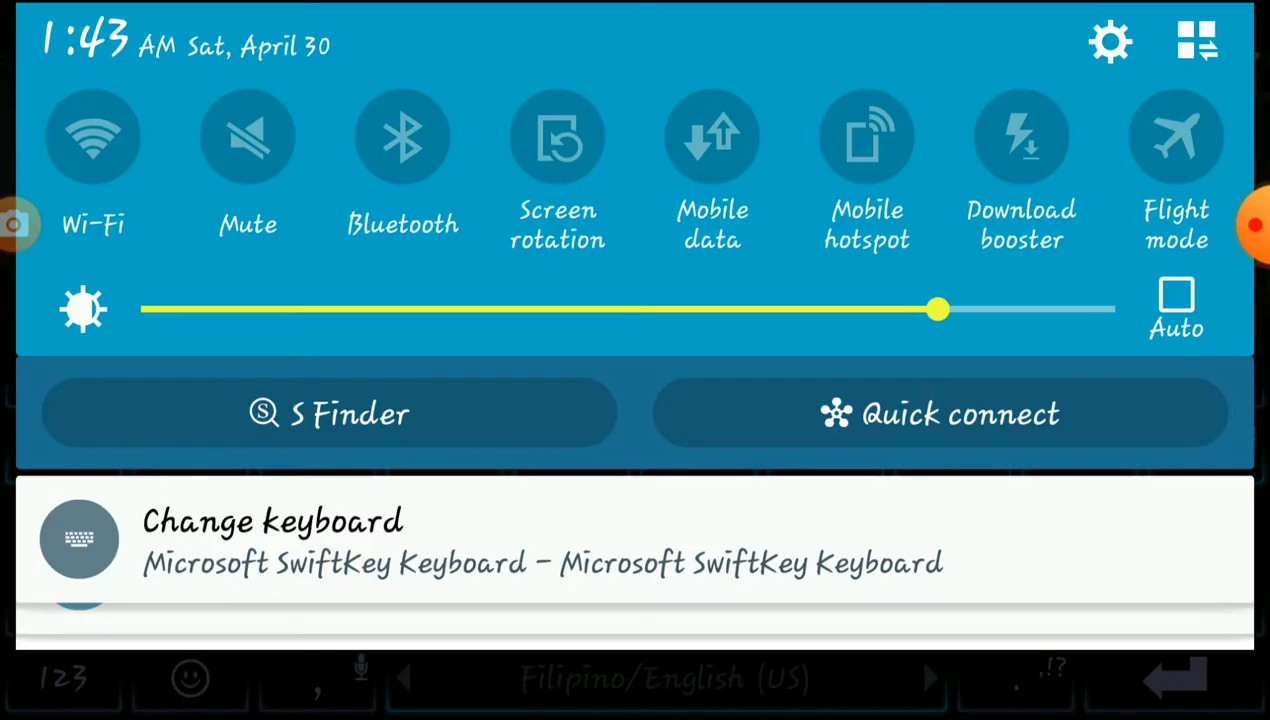 1:43 AM Sat, April 30
Wi-Fi
Mute
Bluetooth
Screen rotation
Mobile data
Mobile hotspot
Download booster
Flight mode
Auto
S Finder
Quick connect
Change keyboard
Microsoft SwiftKey Keyboard – Microsoft SwiftKey Keyboard
123 , Filipino/English (US) . ,!?